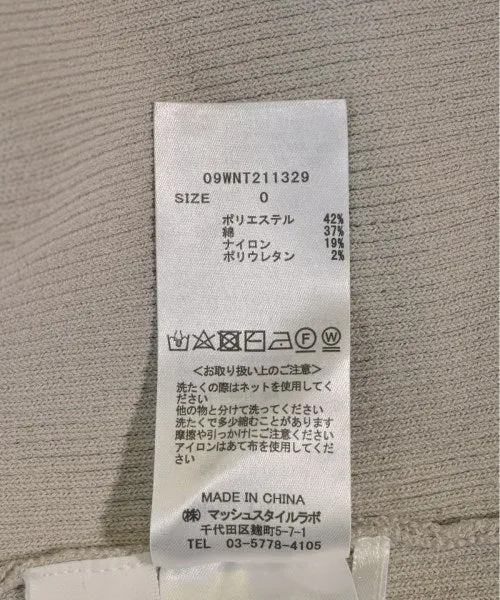 09WNT211329
SIZE 0
ポリエステル 42%
綿 37%
ナイロン 19%
ポリウレタン 2%
F W
<お取り扱い上のご注意>
洗たくの際はネットを使用してく
ださい
他の物と分けて洗ってください
洗たくで多少縮むことがあります
摩擦や引っかけにご注意ください
アイロンはあて布を使用してくだ
さい
MADE IN CHINA
(株) マッシュスタイルラボ
千代田区麹町5-7-1
TEL 03-5778-4105